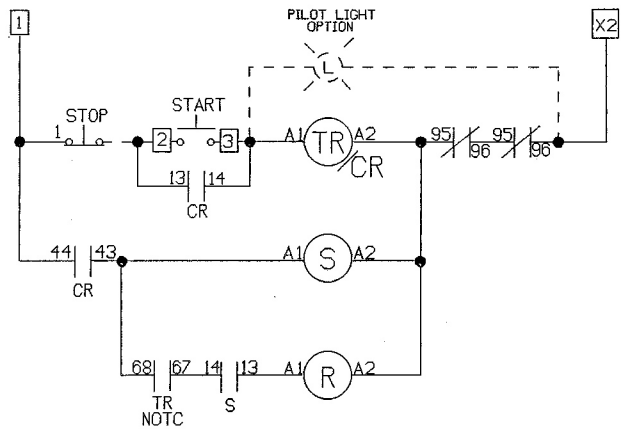 1
PILOT LIGHT
OPTION
X2
L
STOP
1
START
2
3
A1
TR
A2
CR
95
96
95
96
13
14
CR
44
43
CR
A1
S
A2
68
67
TR
NOTC
14
13
S
A1
R
A2